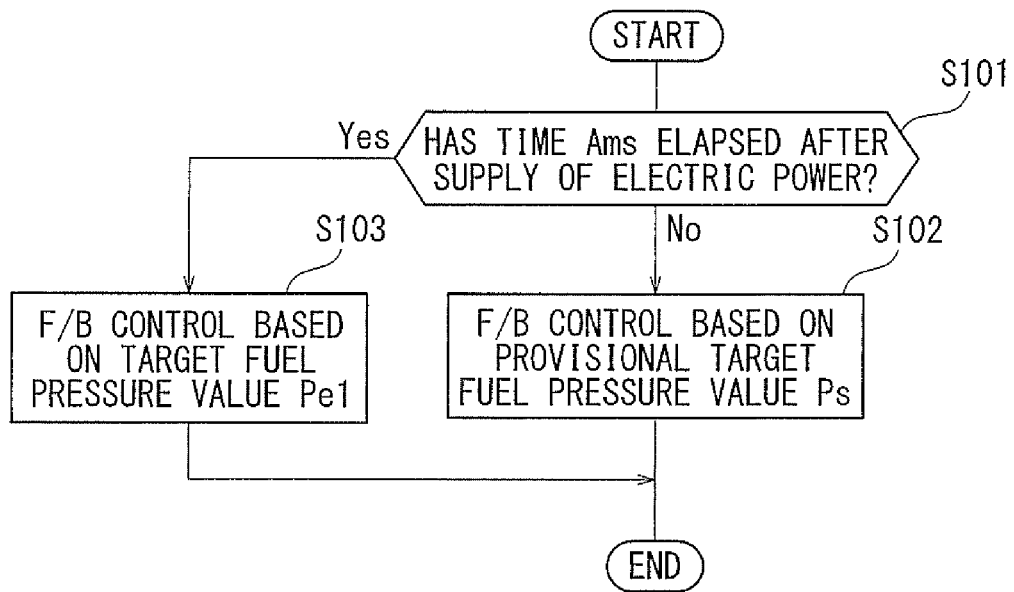 START
S101
HAS TIME Ams ELAPSED AFTER
SUPPLY OF ELECTRIC POWER?
Yes
No
S103
S102
F/B CONTROL BASED
ON TARGET FUEL
PRESSURE VALUE Pe1
F/B CONTROL BASED ON
PROVISIONAL TARGET
FUEL PRESSURE VALUE Ps
END